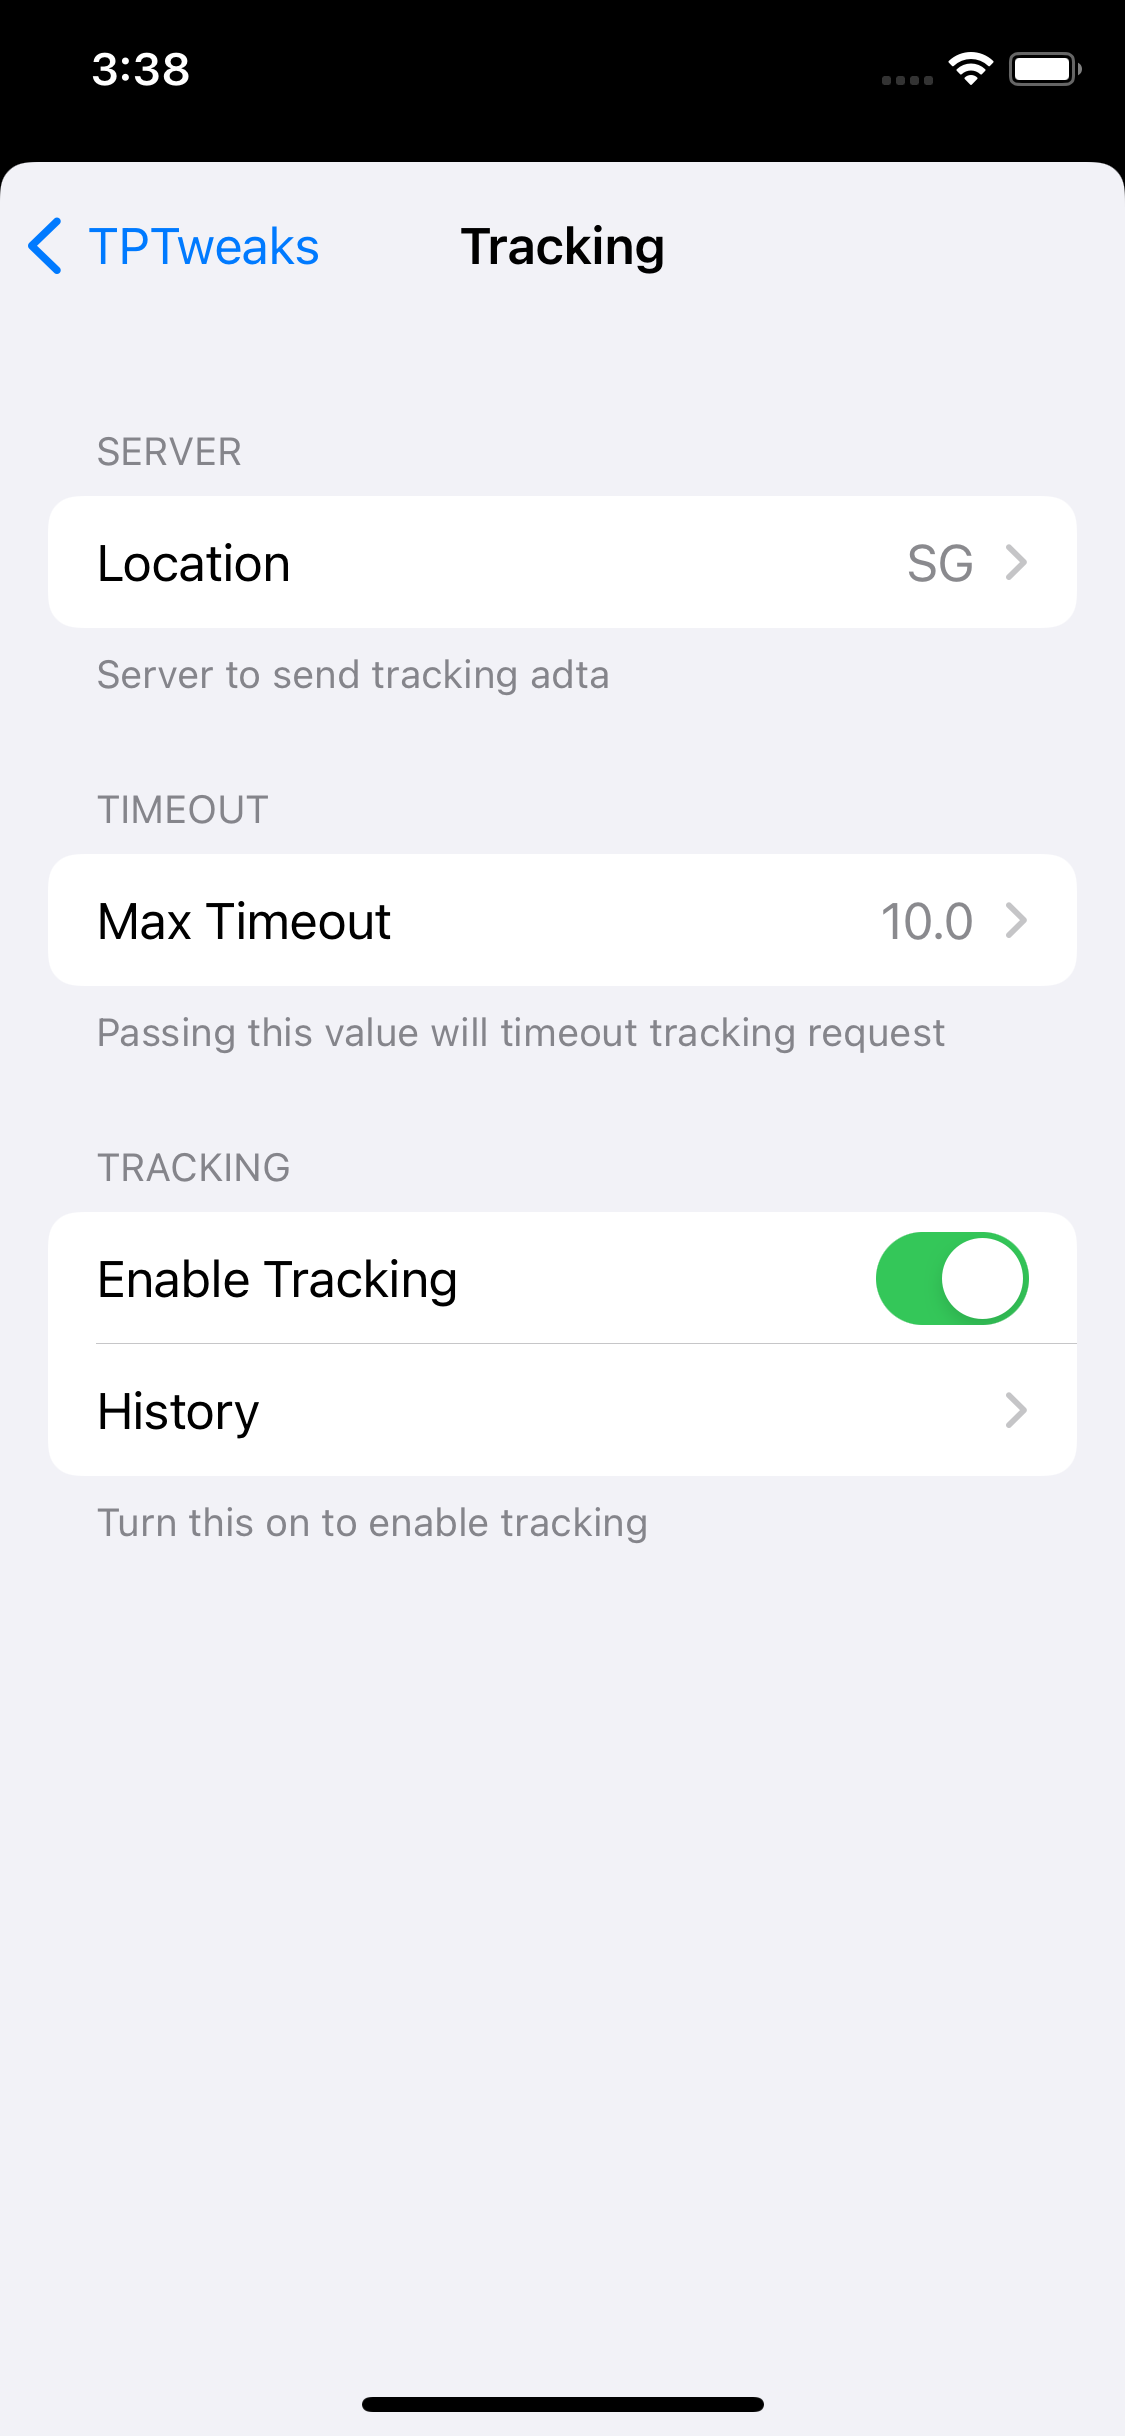 3:38
TPTweaks
Tracking
SERVER
Location SG
Server to send tracking adta
TIMEOUT
Max Timeout 10.0
Passing this value will timeout tracking request
TRACKING
Enable Tracking
History
Turn this on to enable tracking